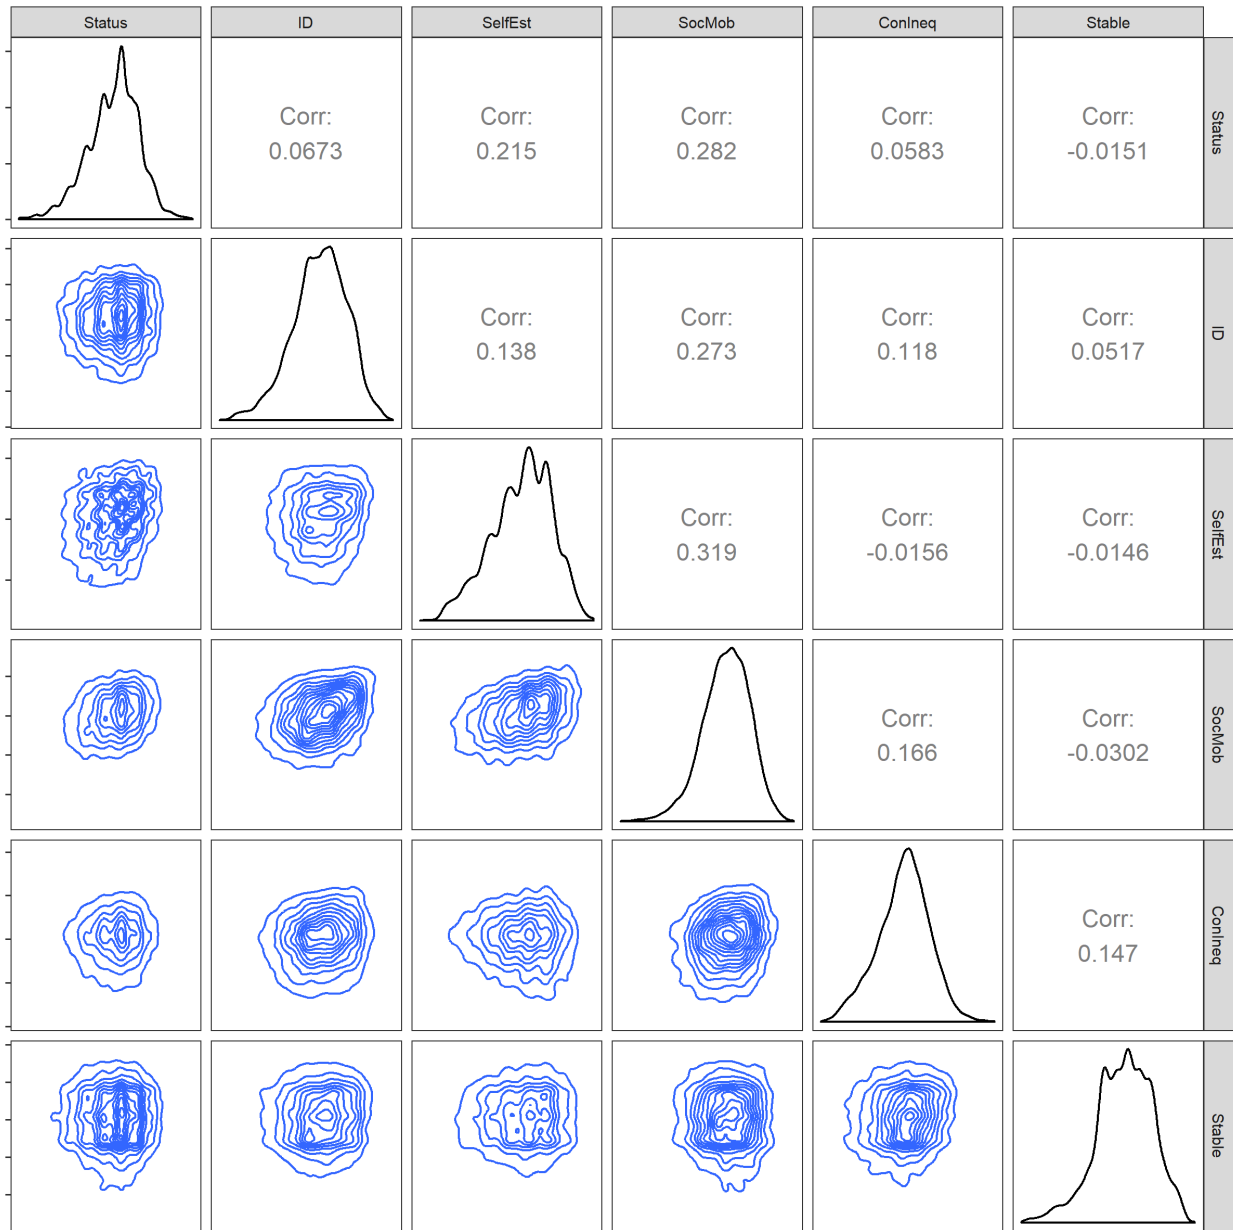 Status ID SelfEst SocMob ConIneq Stable
Corr: Corr: Corr: Corr: Corr:
0.0673 0.215 0.282 0.0583 -0.0151
Status
Corr: Corr: Corr: Corr:
0.138 0.273 0.118 0.0517
ID
Corr: Corr: Corr:
0.319 -0.0156 -0.0146
SelfEst
Corr: Corr:
0.166 -0.0302
SocMob
Corr:
0.147
ConIneq
Stable